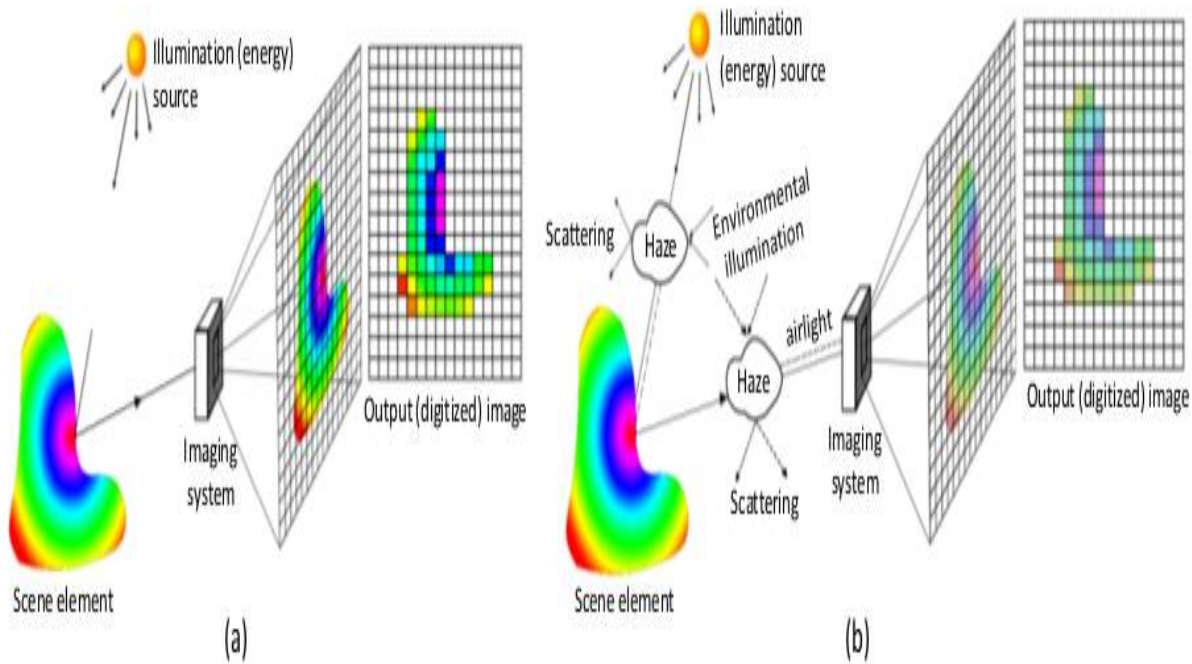 Illumination (energy)
source
Output (digitized) image
Imaging
system
Scene element
(a)
Illumination
(energy) source
Scattering
Haze
Environmental
illumination
airlight
Haze
Output (digitized) image
Imaging
system
Scattering
Scene element
(b)